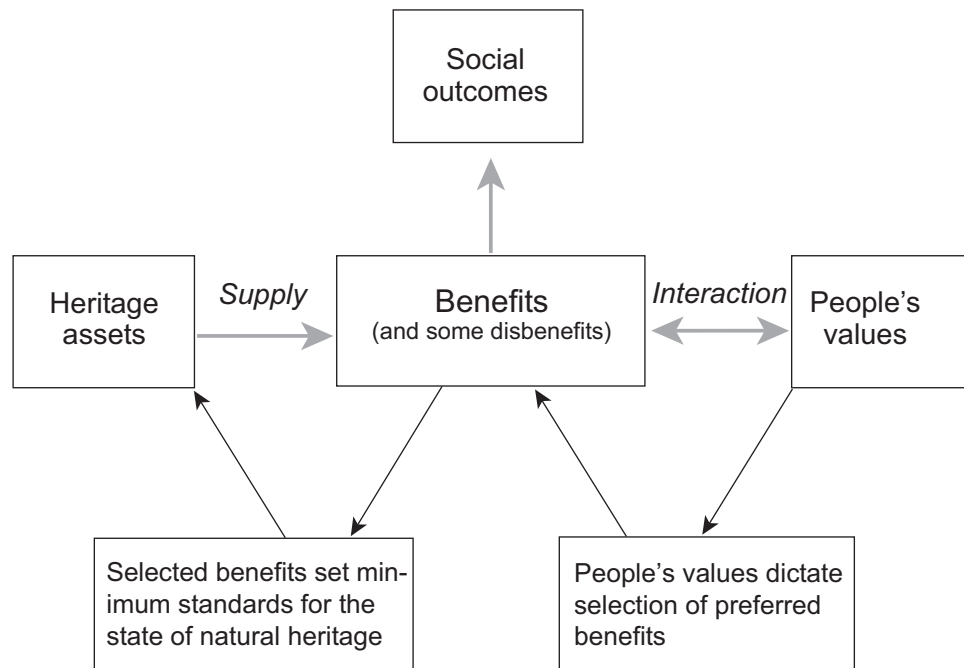 Social
outcomes
Heritage
assets
Supply
Benefits
(and some disbenefits)
Interaction
People’s
values
Selected benefits set min-
imum standards for the
state of natural heritage
People’s values dictate
selection of preferred
benefits